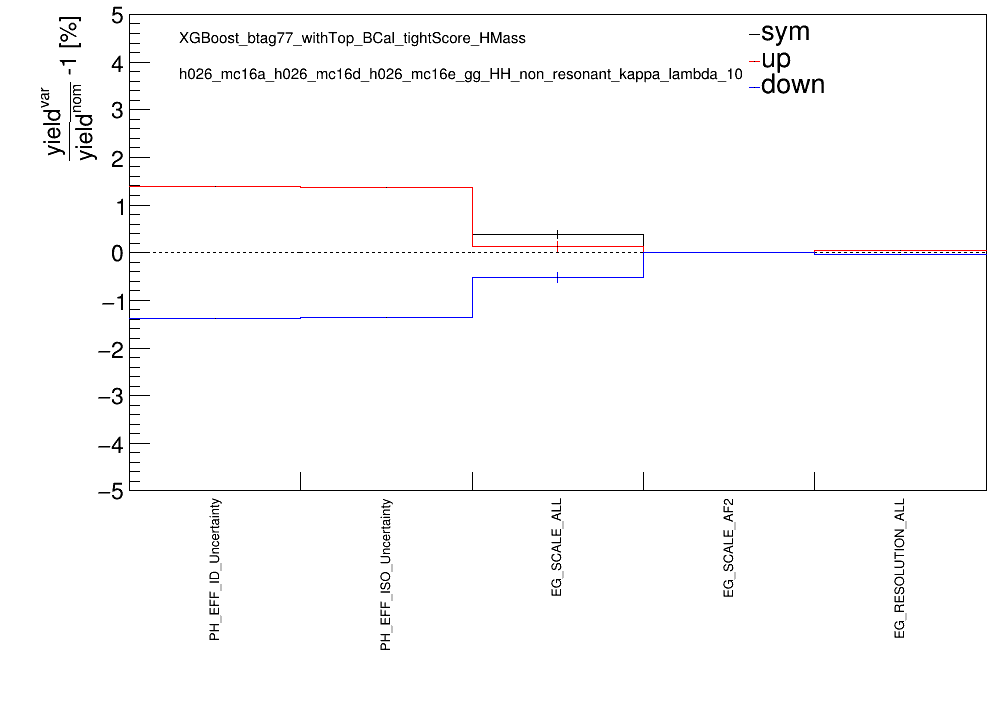 XGBoost_btag77_withTop_BCal_tightScore_HMass
h026_mc16a_h026_mc16d_h026_mc16e_gg_HH_non_resonant_kappa_lambda_10
sym
up
down
yield^var
yield^nom -1 [%]
5
4
3
2
1
0
−1
−2
−3
−4
−5
PH_EFF_ID_Uncertainty
PH_EFF_ISO_Uncertainty
EG_SCALE_ALL
EG_SCALE_AF2
EG_RESOLUTION_ALL